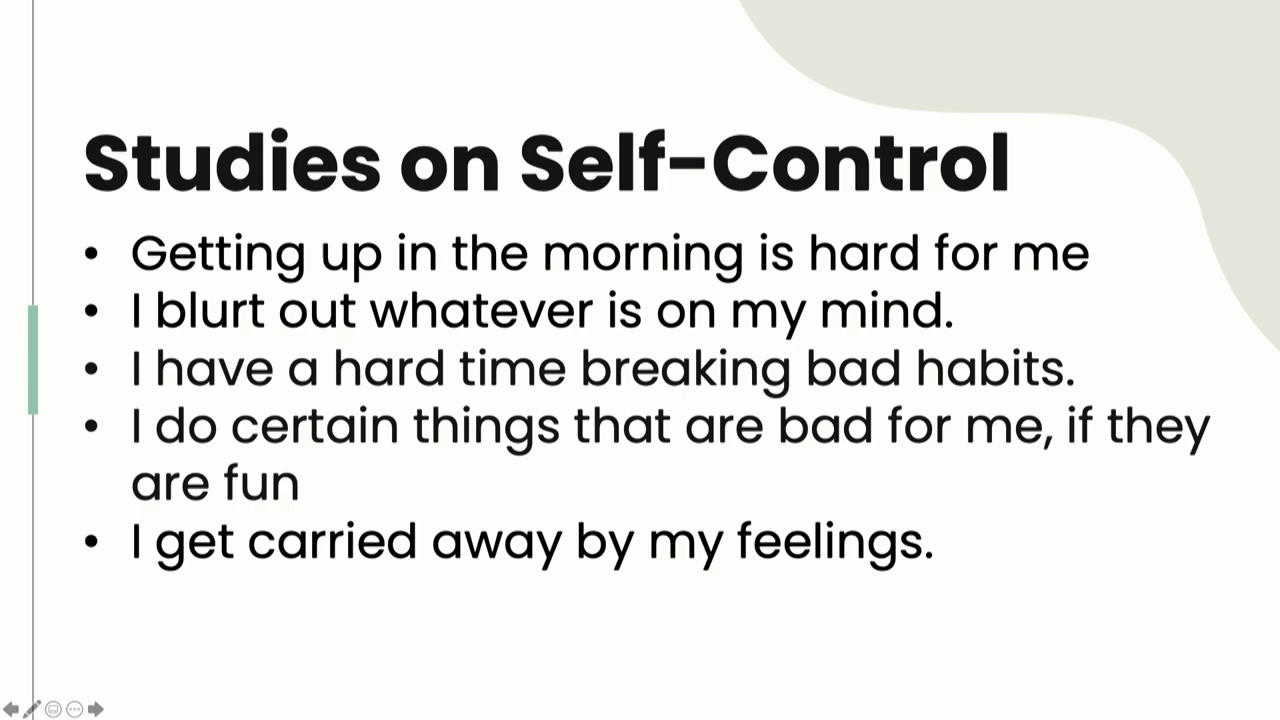 Studies on Self-Control
• Getting up in the morning is hard for me
• I blurt out whatever is on my mind.
• I have a hard time breaking bad habits.
• I do certain things that are bad for me, if they
are fun
• I get carried away by my feelings.